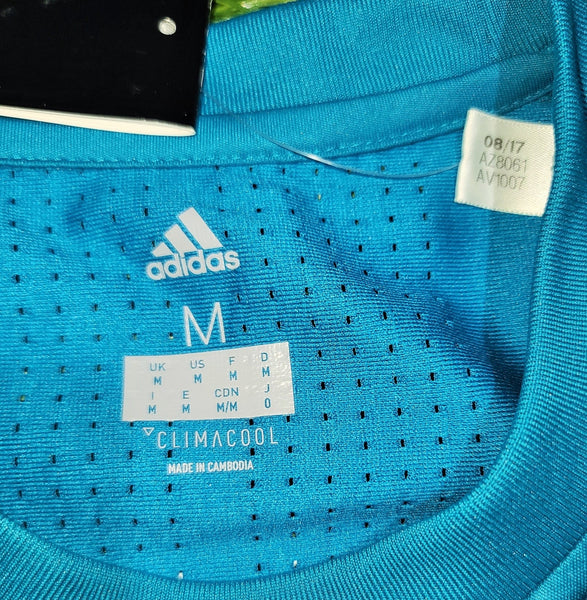 08/17
AZ8061
AV1007
adidas
M
UK US F D
M M M M
I E CDN J
M M M/M O
CLIMACOOL
MADE IN CAMBODIA